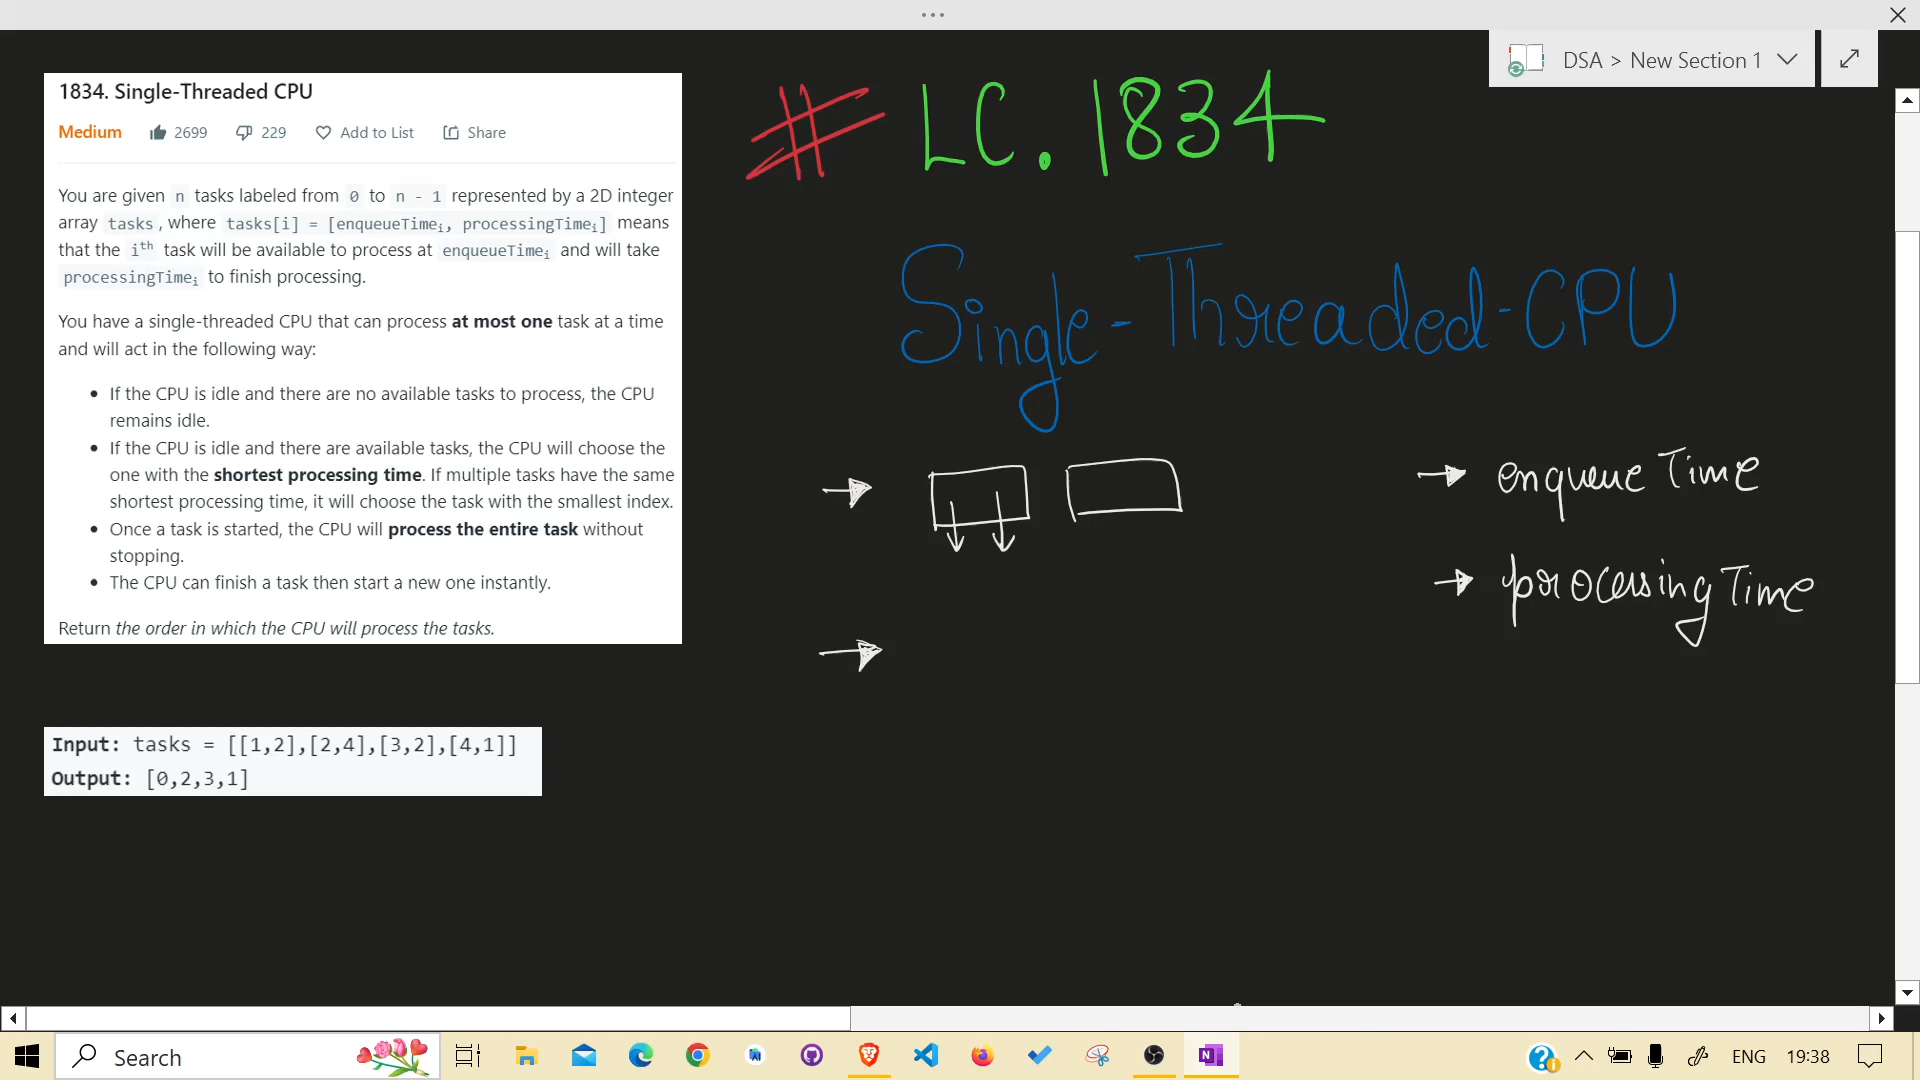 DSA > New Section 1
1834. Single-Threaded CPU
Medium 2699 229 Add to List Share
You are given n tasks labeled from 0 to n - 1 represented by a 2D integer
array tasks, where tasks[i] = [enqueueTimeᵢ, processingTimeᵢ] means
that the iᵗʰ task will be available to process at enqueueTimeᵢ and will take
processingTimeᵢ to finish processing.
You have a single-threaded CPU that can process at most one task at a time
and will act in the following way:
• If the CPU is idle and there are no available tasks to process, the CPU
remains idle.
• If the CPU is idle and there are available tasks, the CPU will choose the
one with the shortest processing time. If multiple tasks have the same
shortest processing time, it will choose the task with the smallest index.
• Once a task is started, the CPU will process the entire task without
stopping.
• The CPU can finish a task then start a new one instantly.
Return the order in which the CPU will process the tasks.
Input: tasks = [[1,2],[2,4],[3,2],[4,1]]
Output: [0,2,3,1]
# LC. 1834
Single-Threaded-CPU
→ enqueue Time
→ processing Time
Search
ENG 19:38